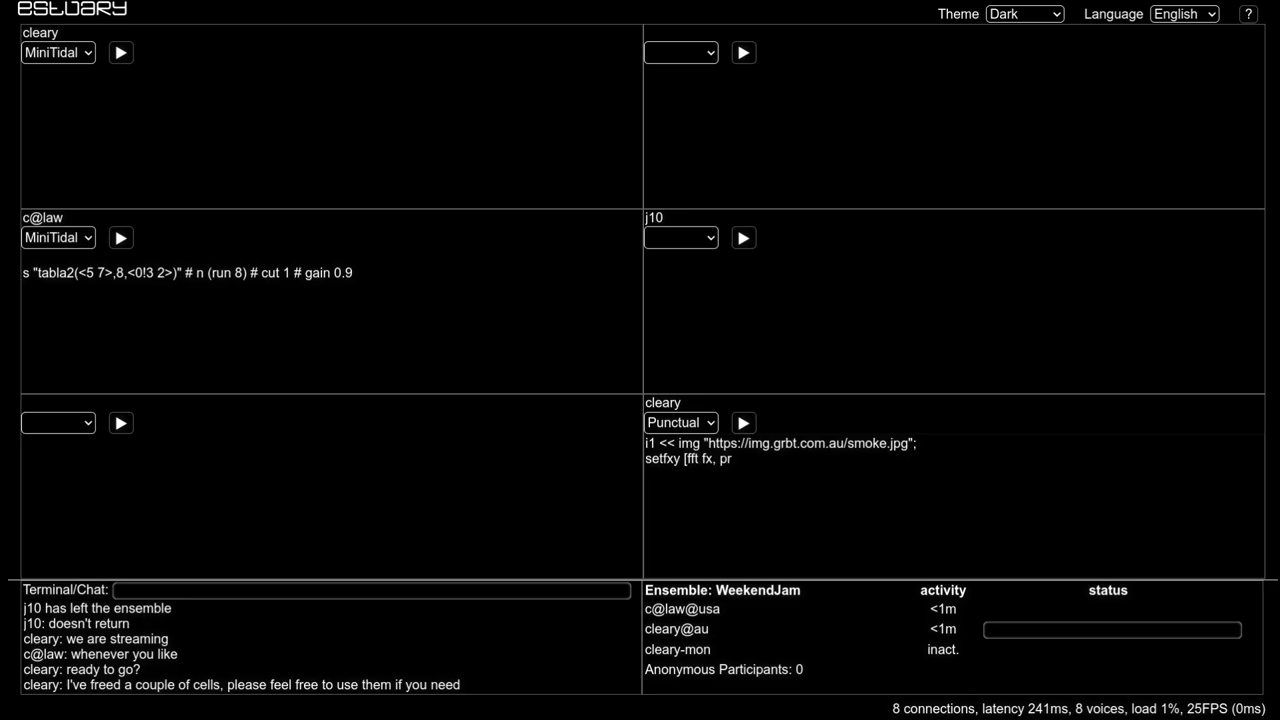 estuary
Theme Dark Language English ?
cleary
MiniTidal
c@law
MiniTidal
s "tabla2(<5 7>,8,<0!3 2>)" # n (run 8) # cut 1 # gain 0.9
j10
cleary
Punctual
i1 << img "https://img.grbt.com.au/smoke.jpg";
setfxy [fft fx, pr
Terminal/Chat:
j10 has left the ensemble
j10: doesn't return
cleary: we are streaming
c@law: whenever you like
cleary: ready to go?
cleary: I've freed a couple of cells, please feel free to use them if you need
Ensemble: WeekendJam activity status
c@law@usa <1m
cleary@au <1m
cleary-mon inact.
Anonymous Participants: 0
8 connections, latency 241ms, 8 voices, load 1%, 25FPS (0ms)